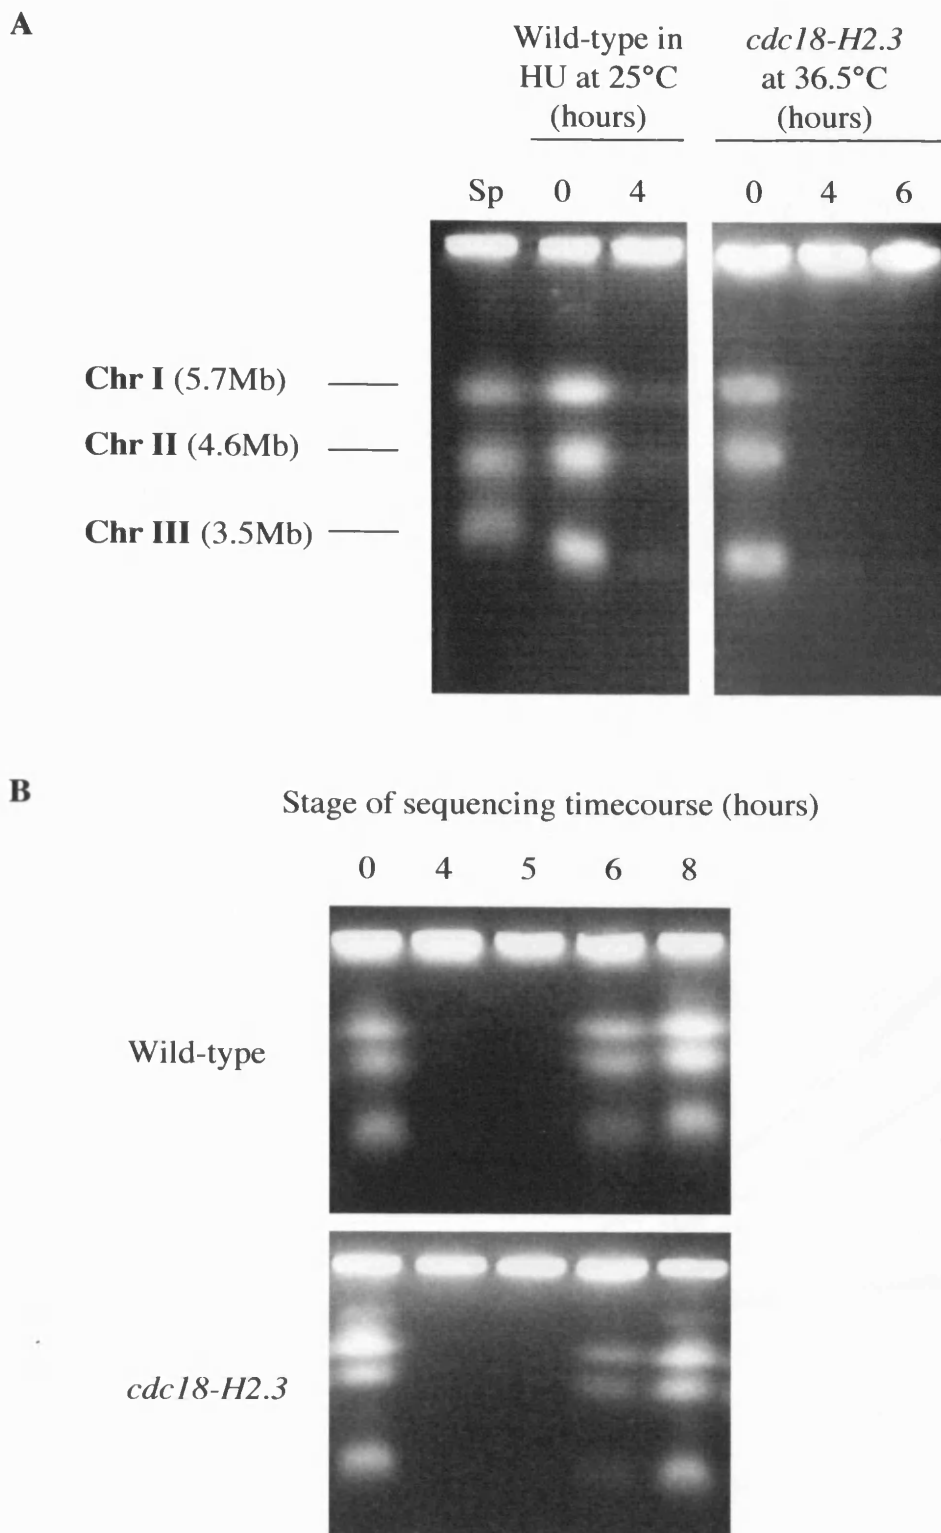 A
Wild-type in
HU at 25°C
(hours)
cdc18-H2.3
at 36.5°C
(hours)
Sp 0 4 0 4 6
Chr I (5.7Mb)
Chr II (4.6Mb)
Chr III (3.5Mb)
B
Stage of sequencing timecourse (hours)
0 4 5 6 8
Wild-type
cdc18-H2.3